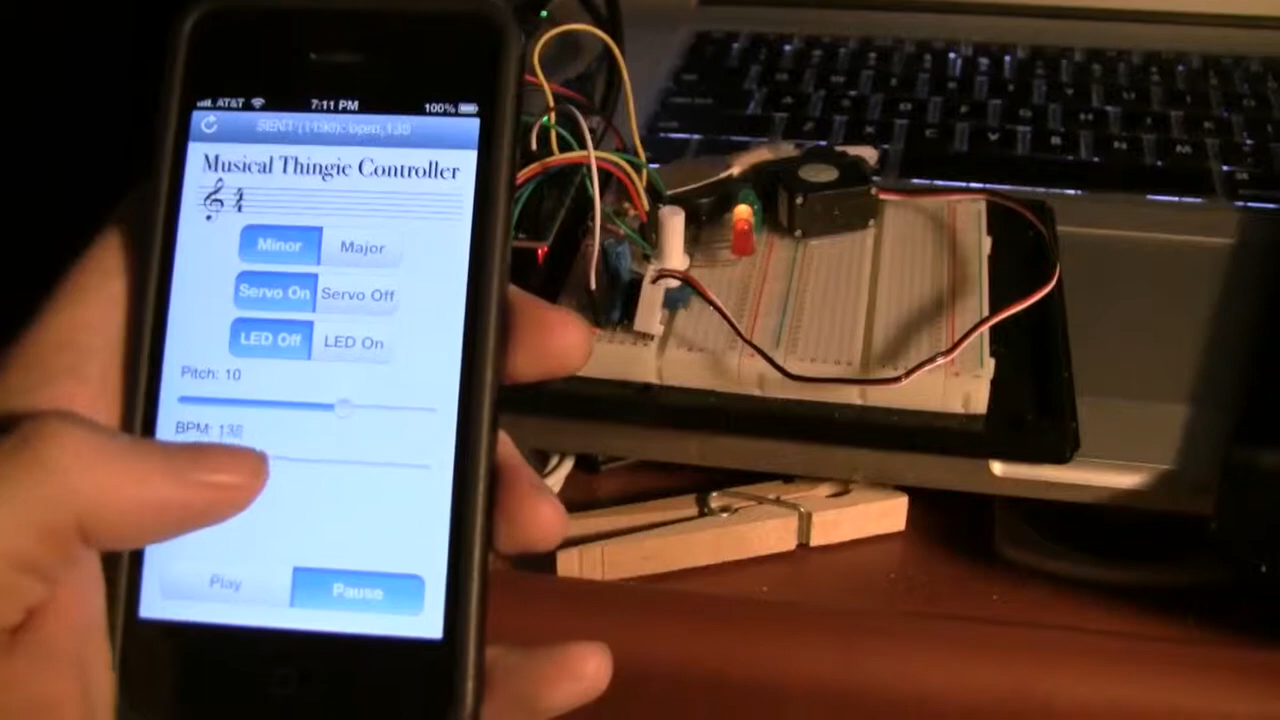 AT&T 7:11 PM 100%
Musical Thingie Controller
Minor Major
Servo On Servo Off
LED Off LED On
Pitch: 10
BPM:
Play Pause